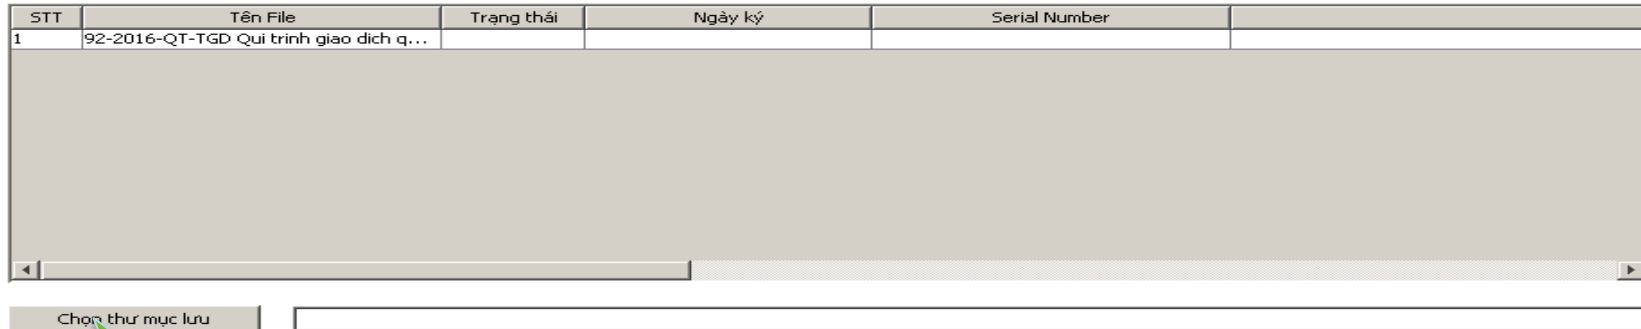 STT Tên File Trạng thái Ngày ký Serial Number
1 92-2016-QT-TGD Qui trinh giao dich q...
Chọn thư mục lưu